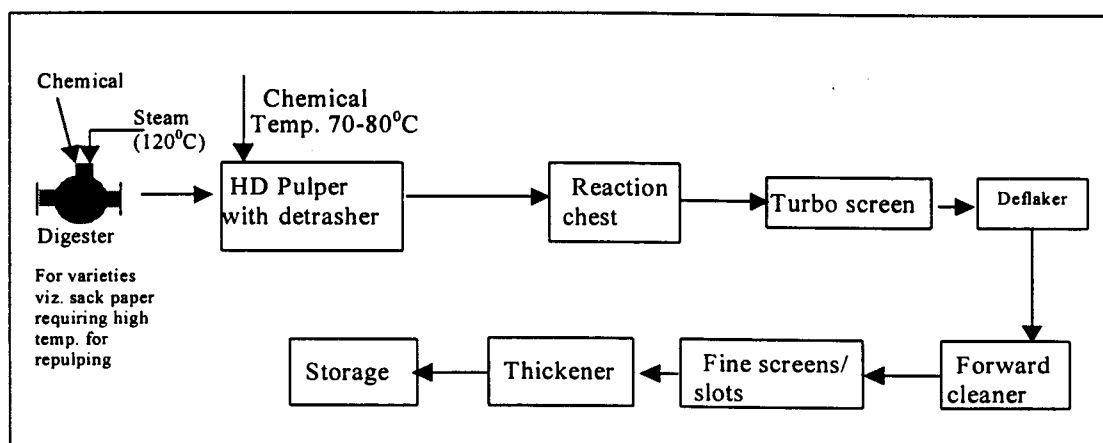 Chemical
Steam
(120⁰C)
Digester
For varieties
viz. sack paper
requiring high
temp. for
repulping
Chemical
Temp. 70-80⁰C
HD Pulper
with detrasher
Reaction
chest
Turbo screen
Deflaker
Forward
cleaner
Fine screens/
slots
Thickener
Storage